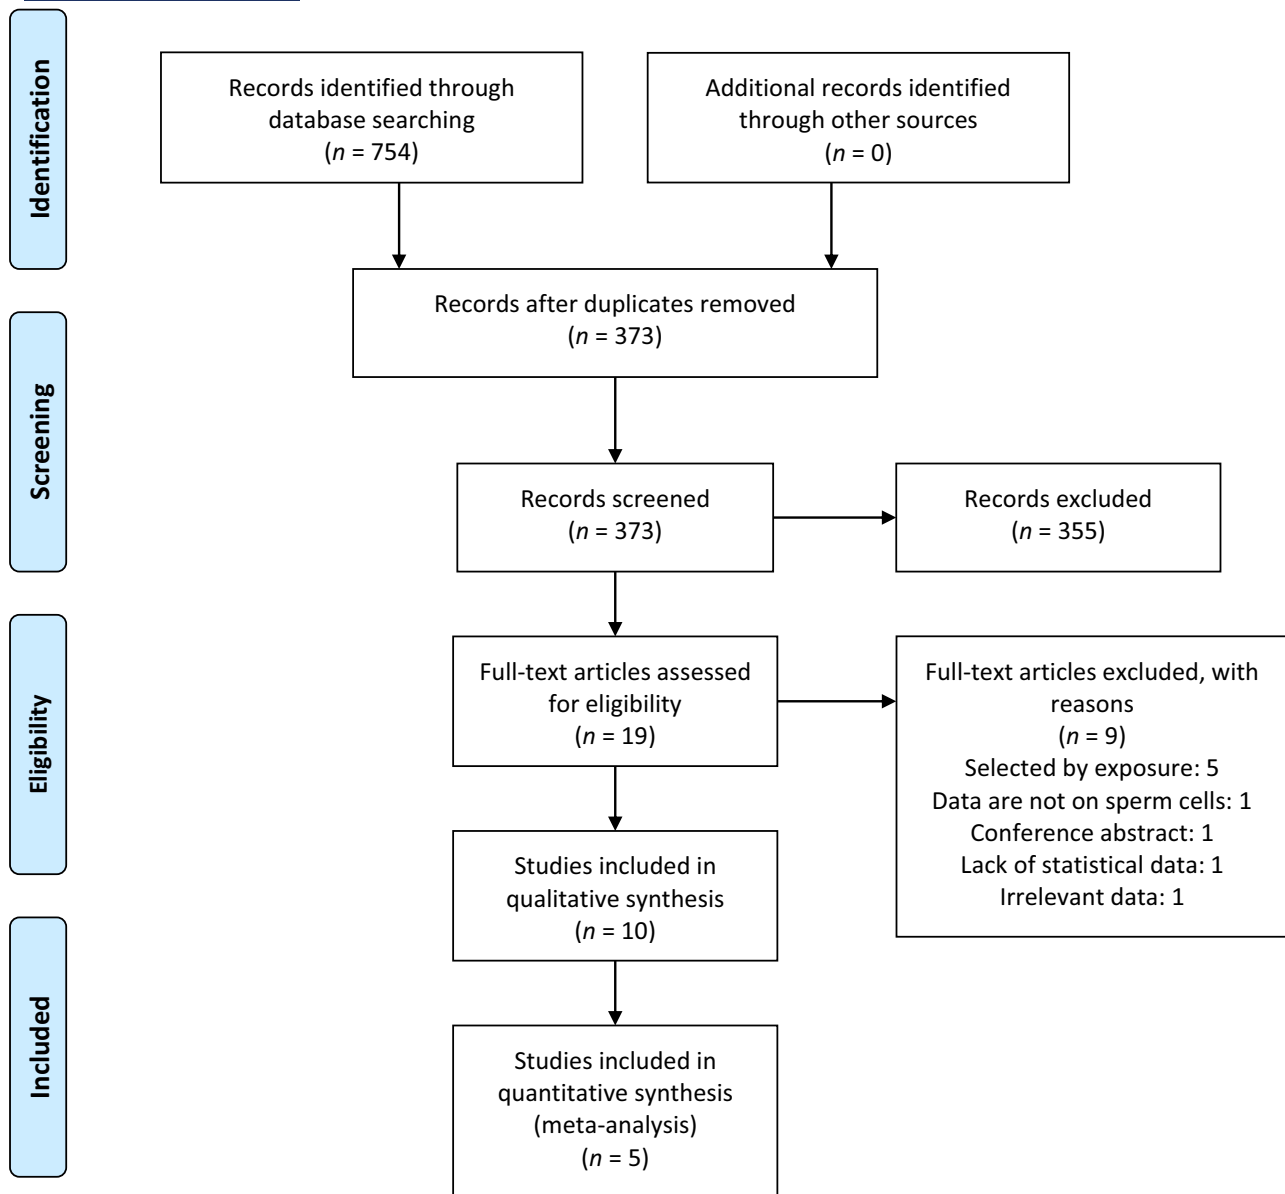 Identification
Records identified through
database searching
(n = 754)
Additional records identified
through other sources
(n = 0)
Records after duplicates removed
(n = 373)
Screening
Records screened
(n = 373)
Records excluded
(n = 355)
Eligibility
Full-text articles assessed
for eligibility
(n = 19)
Full-text articles excluded, with
reasons
(n = 9)
Selected by exposure: 5
Data are not on sperm cells: 1
Conference abstract: 1
Lack of statistical data: 1
Irrelevant data: 1
Studies included in
qualitative synthesis
(n = 10)
Included
Studies included in
quantitative synthesis
(meta-analysis)
(n = 5)